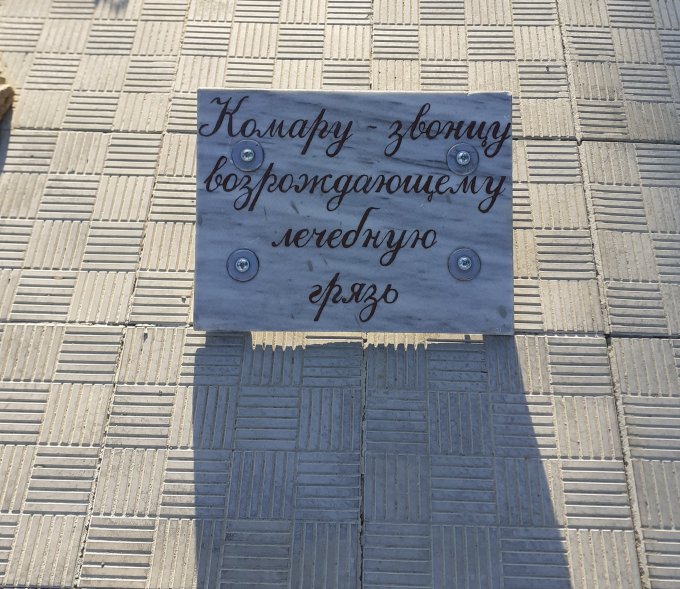 Комару - звонцу
возрождающему
лечебную
грязь